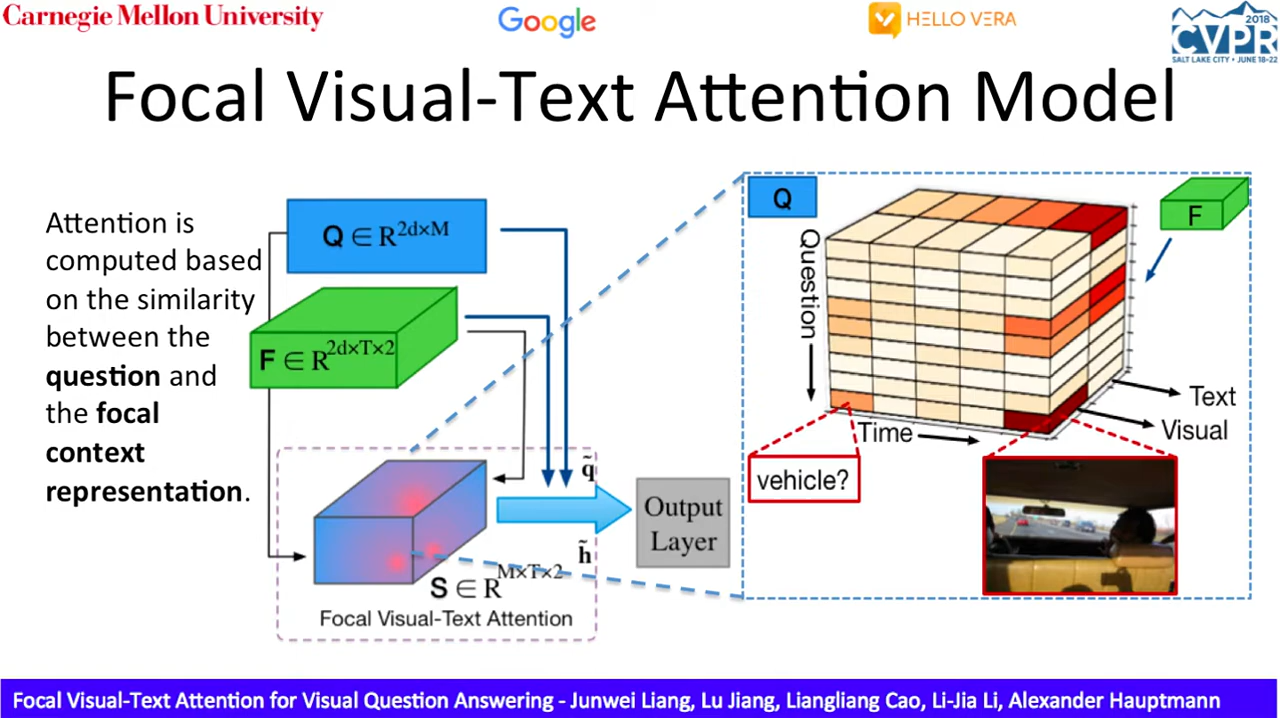 Carnegie Mellon University
Google
HELLO VERA
2018
CVPR
SALT LAKE CITY • JUNE 18-22
Focal Visual-Text Attention Model
Attention is
computed based
on the similarity
between the
question and
the focal
context
representation.
Q ∈ R^{2d×M}
F ∈ R^{2d×T×2}
S ∈ R^{M×T×2}
Focal Visual-Text Attention
q̃
h̃
Output
Layer
Q
F
Question
Time
Text
Visual
vehicle?
Focal Visual-Text Attention for Visual Question Answering - Junwei Liang, Lu Jiang, Liangliang Cao, Li-Jia Li, Alexander Hauptmann